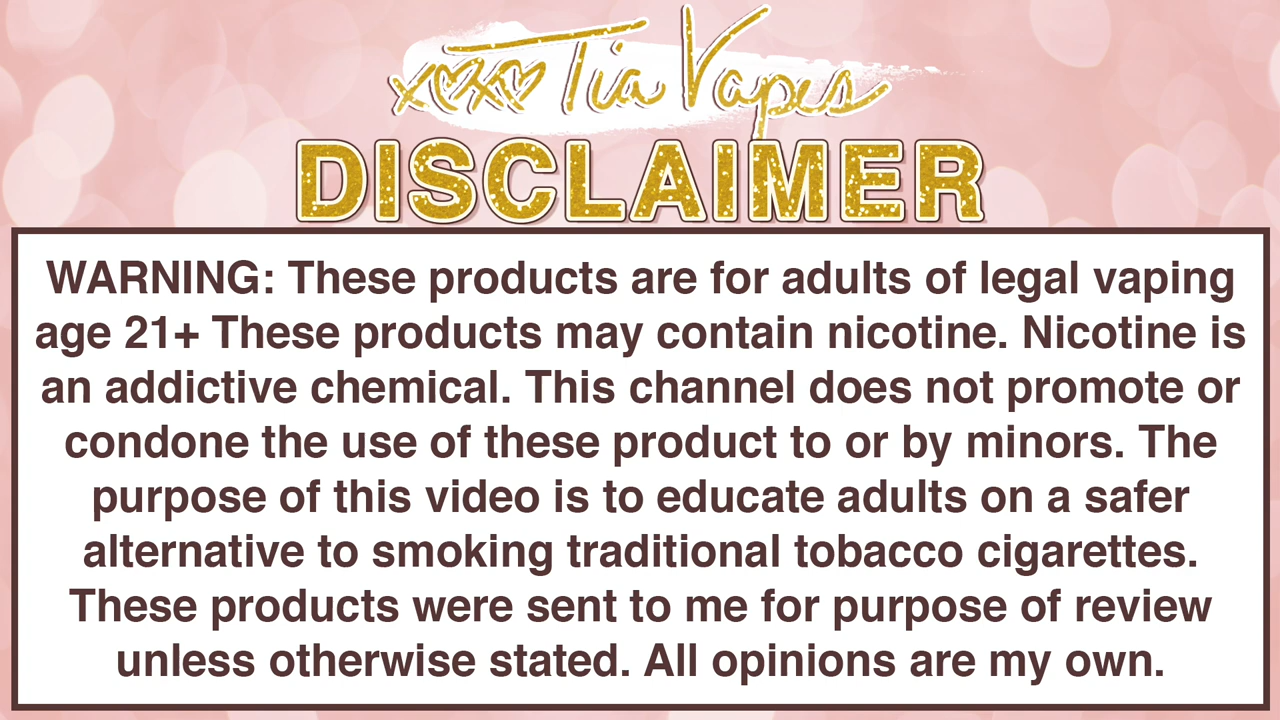 xoxo Tia Vapes
DISCLAIMER
WARNING: These products are for adults of legal vaping
age 21+ These products may contain nicotine. Nicotine is
an addictive chemical. This channel does not promote or
condone the use of these product to or by minors. The
purpose of this video is to educate adults on a safer
alternative to smoking traditional tobacco cigarettes.
These products were sent to me for purpose of review
unless otherwise stated. All opinions are my own.